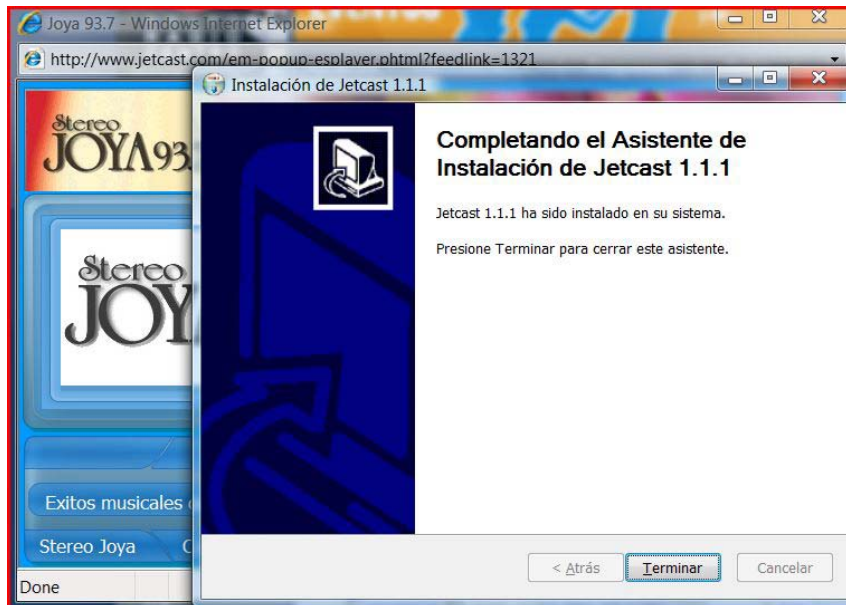 Joya 93.7 - Windows Internet Explorer
http://www.jetcast.com/em-popup-esplayer.phtml?feedlink=1321
Instalación de Jetcast 1.1.1
Stereo
JOYA93
Completando el Asistente de
Instalación de Jetcast 1.1.1
Jetcast 1.1.1 ha sido instalado en su sistema.
Presione Terminar para cerrar este asistente.
Stereo
JOY
Exitos musicales
Stereo Joya
< Atrás
Terminar
Cancelar
Done